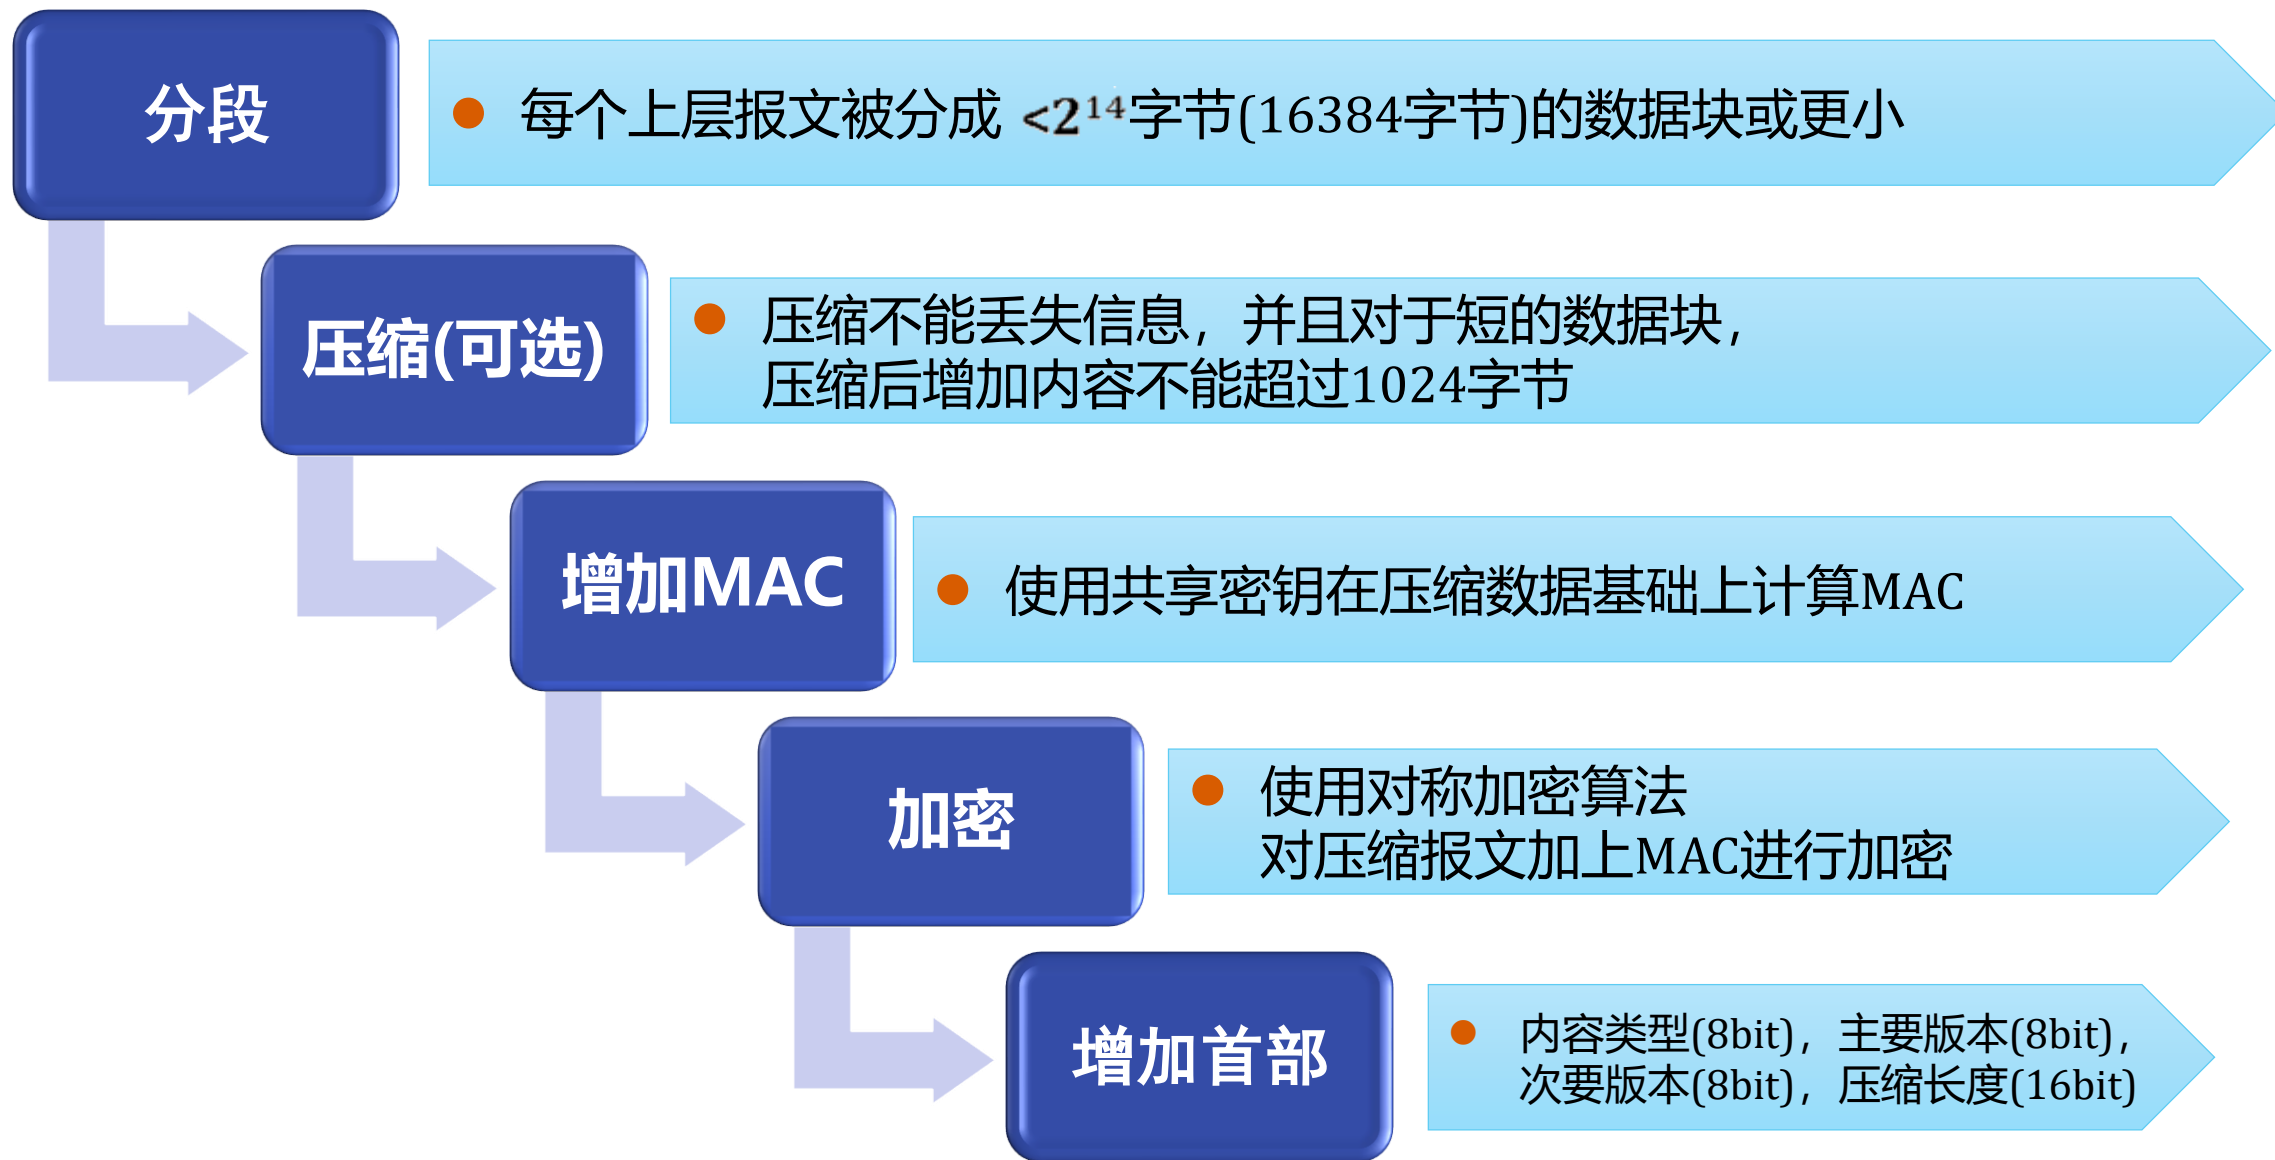 分段
● 每个上层报文被分成 <2¹⁴字节(16384字节)的数据块或更小
压缩(可选)
● 压缩不能丢失信息，并且对于短的数据块，
压缩后增加内容不能超过1024字节
增加MAC
● 使用共享密钥在压缩数据基础上计算MAC
加密
● 使用对称加密算法
对压缩报文加上MAC进行加密
增加首部
● 内容类型(8bit)，主要版本(8bit)，
次要版本(8bit)，压缩长度(16bit)